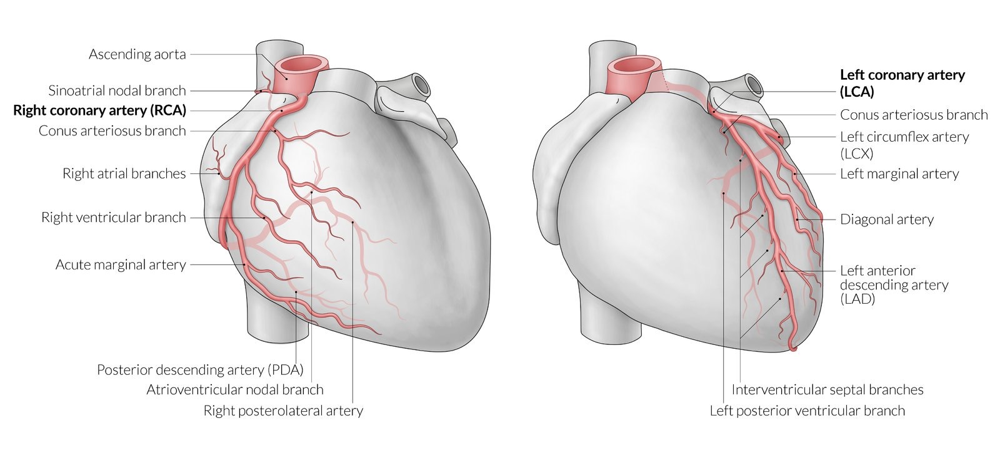 Ascending aorta
Sinoatrial nodal branch
Right coronary artery (RCA)
Conus arteriosus branch
Right atrial branches
Right ventricular branch
Acute marginal artery
Posterior descending artery (PDA)
Atrioventricular nodal branch
Right posterolateral artery
Left coronary artery
(LCA)
Conus arteriosus branch
Left circumflex artery
(LCX)
Left marginal artery
Diagonal artery
Left anterior
descending artery
(LAD)
Interventricular septal branches
Left posterior ventricular branch